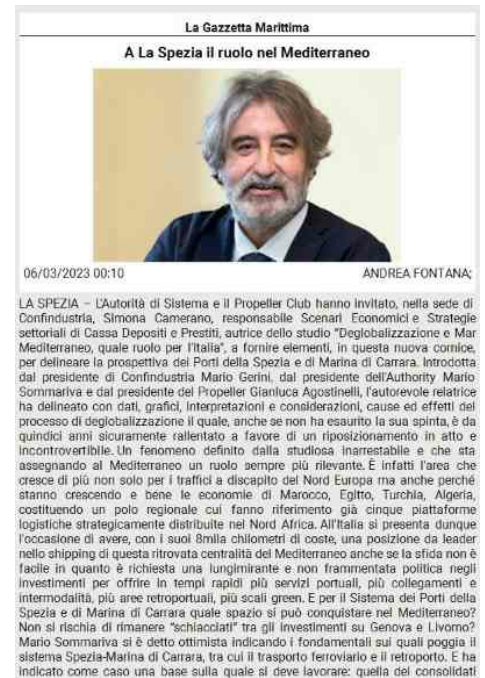 La Gazzetta Marittima
A La Spezia il ruolo nel Mediterraneo
06/03/2023 00:10
ANDREA FONTANA;
LA SPEZIA – L'Autorità di Sistema e il Propeller Club hanno invitato, nella sede di
Confindustria, Simona Camerano, responsabile Scenari Economici e Strategie
settoriali di Cassa Depositi e Prestiti, autrice dello studio "Deglobalizzazione e Mar
Mediterraneo, quale ruolo per l'Italia", a fornire elementi, in questa nuova cornice,
per delineare la prospettiva dei Porti della Spezia e di Marina di Carrara. Introdotta
dal presidente di Confindustria Mario Gerini, dal presidente dell'Authority Mario
Sommariva e dal presidente del Propeller Gianluca Agostinelli, l'autorevole relatrice
ha delineato con dati, grafici, interpretazioni e considerazioni, cause ed effetti del
processo di deglobalizzazione il quale, anche se non ha esaurito la sua spinta, è da
quindici anni sicuramente rallentato a favore di un riposizionamento in atto e
incontrovertibile. Un fenomeno definito dalla studiosa inarrestabile e che sta
assegnando al Mediterraneo un ruolo sempre più rilevante. È infatti l'area che
cresce di più non solo per i traffici a discapito del Nord Europa ma anche perché
stanno crescendo e bene le economie di Marocco, Egitto, Turchia, Algeria,
costituendo un polo regionale cui fanno riferimento già cinque piattaforme
logistiche strategicamente distribuite nel Nord Africa. All'Italia si presenta dunque
l'occasione di avere, con i suoi 8mila chilometri di coste, una posizione da leader
nello shipping di questa ritrovata centralità del Mediterraneo anche se la sfida non è
facile in quanto è richiesta una lungimirante e non frammentata politica negli
investimenti per offrire in tempi rapidi più servizi portuali, più collegamenti e
intermodalità, più aree retroportuali, più scali green. E per il Sistema dei Porti della
Spezia e di Marina di Carrara quale spazio si può conquistare nel Mediterraneo?
Non si rischia di rimanere "schiacciati" tra gli investimenti su Genova e Livorno?
Mario Sommariva si è detto ottimista indicando i fondamentali sui quali poggia il
sistema Spezia-Marina di Carrara, tra cui il trasporto ferroviario e il retroporto. E ha
indicato come caso una base sulla quale si deve lavorare: quella dei consolidati